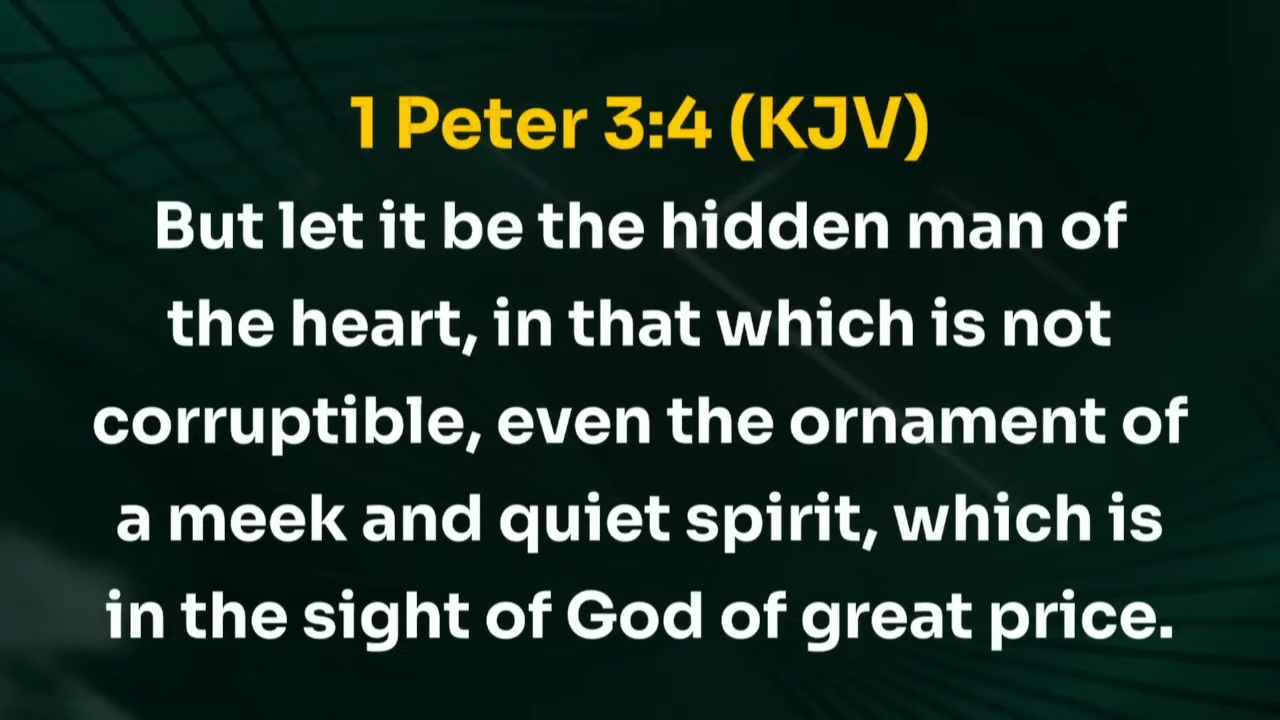 1 Peter 3:4 (KJV)
But let it be the hidden man of
the heart, in that which is not
corruptible, even the ornament of
a meek and quiet spirit, which is
in the sight of God of great price.